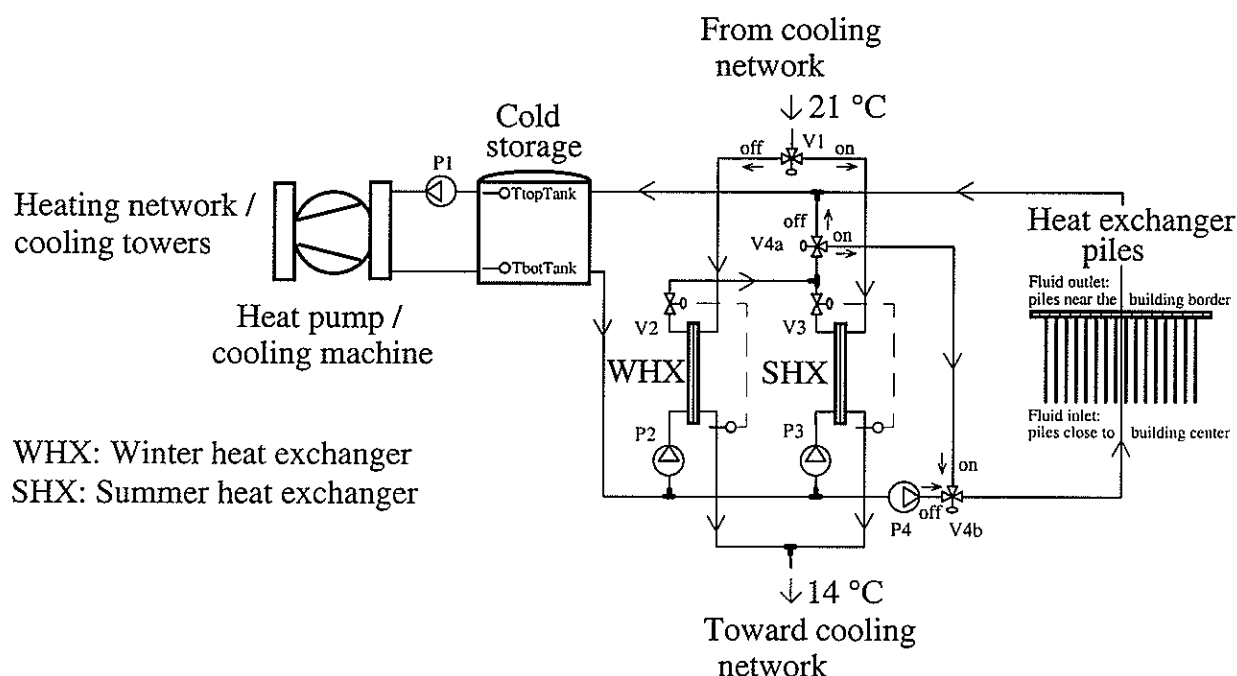 From cooling
network
21 °C
V1
off
on
Cold
storage
P1
TtopTank
Heating network /
cooling towers
off
V4a
on
Heat exchanger
piles
TbotTank
Fluid outlet:
piles near the building border
Heat pump /
cooling machine
V2
V3
WHX
SHX
Fluid inlet:
piles close to building center
P2
P3
WHX: Winter heat exchanger
SHX: Summer heat exchanger
on
P4
off
V4b
14 °C
Toward cooling
network